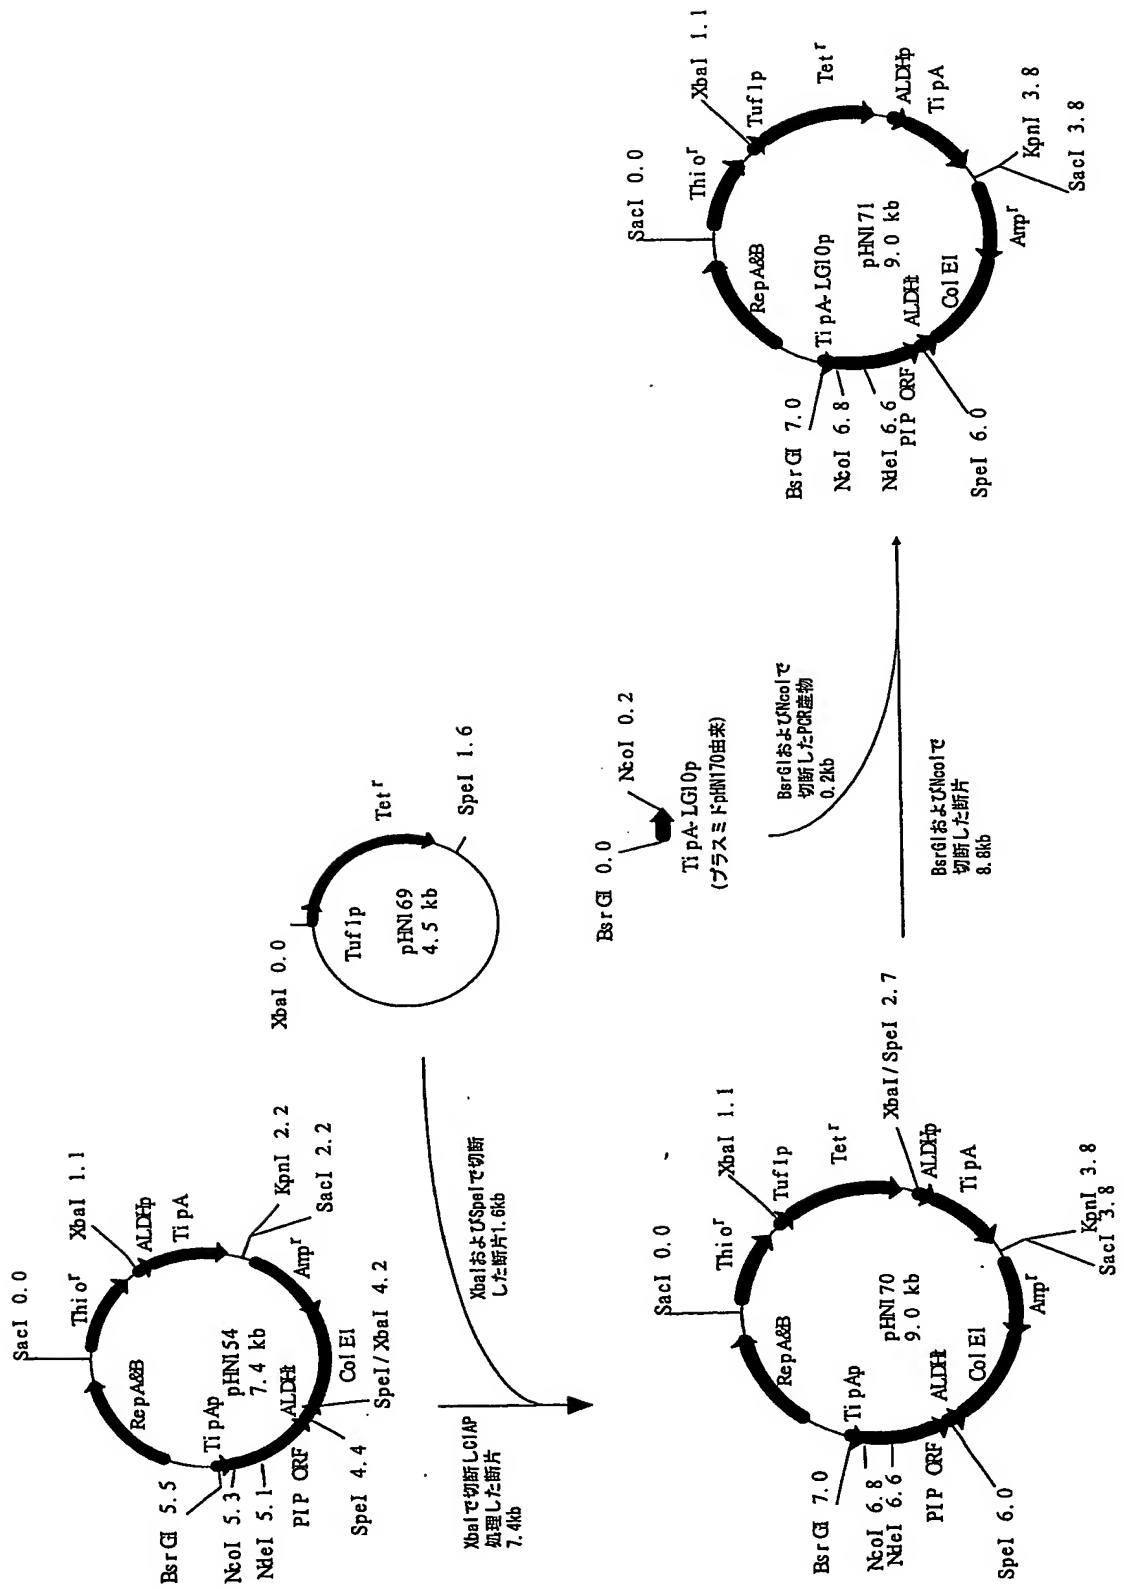 SacI 0.0
Thio^r
XbaI 1.1
ALDHp
TipA
KpnI 2.2
SacI 2.2
Amp^r
ColE1
SpeI/XbaI 4.2
ALDHt
SpeI 4.4
PIP ORF
NdeI 5.1
NcoI 5.3
TipAp
BsrGI 5.5
RepA&B
pHN154
7.4 kb
XbaI 0.0
Tuf1p
Tet^r
SpeI 1.6
pHN169
4.5 kb
XbaIで切断しCIAP
処理した断片
7.4kb
XbaIおよびSpeIで切断
した断片1.6kb
SacI 0.0
Thio^r
XbaI 1.1
Tuf1p
Tet^r
XbaI/SpeI 2.7
ALDHp
TipA
KpnI 3.8
SacI 3.8
Amp^r
ColE1
ALDHt
SpeI 6.0
PIP ORF
NdeI 6.6
NcoI 6.8
TipAp
BsrGI 7.0
RepA&B
pHN170
9.0 kb
BsrGI 0.0
NcoI 0.2
TipA-LG10p
(プラスミドpHN170由来)
BsrGIおよびNcoIで
切断したPCR産物
0.2kb
BsrGIおよびNcoIで
切断した断片
8.8kb
SacI 0.0
Thio^r
XbaI 1.1
Tuf1p
Tet^r
ALDHp
TipA
KpnI 3.8
SacI 3.8
Amp^r
ColE1
ALDHt
SpeI 6.0
PIP ORF
NdeI 6.6
NcoI 6.8
TipA-LG10p
BsrGI 7.0
RepA&B
pHN171
9.0 kb